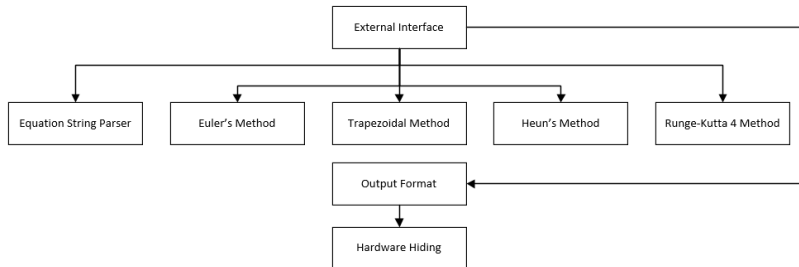 External Interface
Equation String Parser
Euler’s Method
Trapezoidal Method
Heun’s Method
Runge-Kutta 4 Method
Output Format
Hardware Hiding